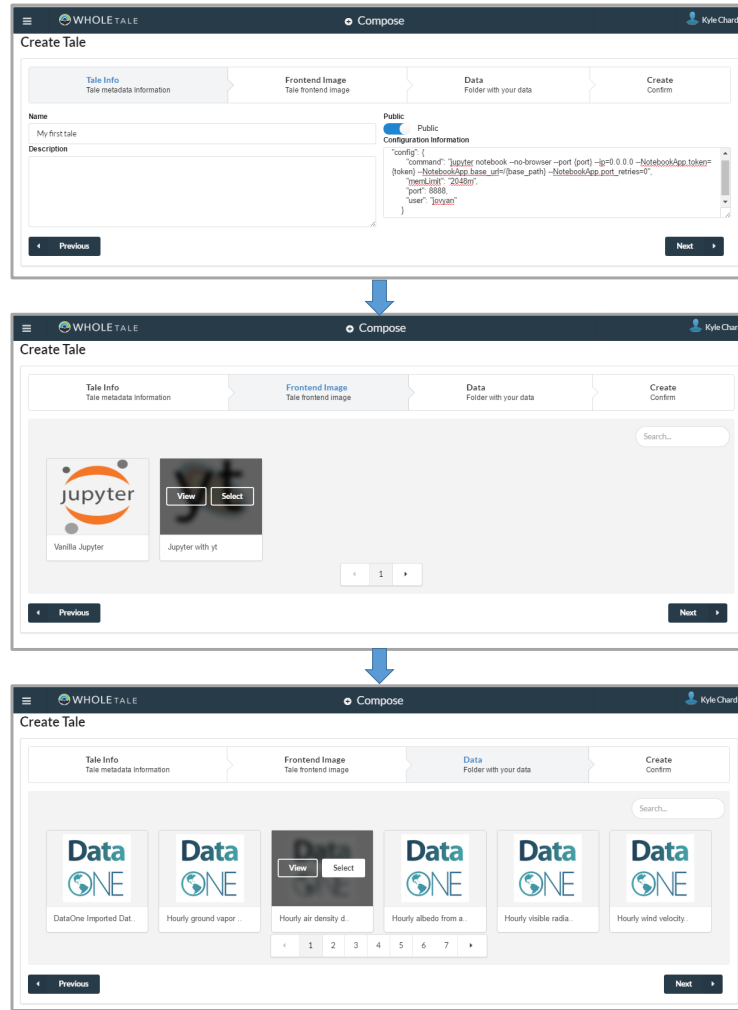 WHOLETALE
Compose
Kyle Chard
Create Tale
Tale Info
Tale metadata information
Frontend Image
Tale frontend image
Data
Folder with your data
Create
Confirm
Name
My first tale
Description
Public
Public
Configuration Information
"config": {
"command": "jupyter notebook --no-browser --port {port} --ip=0.0.0.0 --NotebookApp.token=
{token} --NotebookApp.base_url=/{base_path} --NotebookApp.port_retries=0",
"memLimit": "2048m",
"port": 8888,
"user": "jovyan"
}
Previous
Next
WHOLETALE
Compose
Kyle Char
Create Tale
Tale Info
Tale metadata information
Frontend Image
Tale frontend image
Data
Folder with your data
Create
Confirm
Search...
jupyter
Vanilla Jupyter
yt
View
Select
Jupyter with yt
1
Previous
Next
WHOLETALE
Compose
Kyle Chard
Create Tale
Tale Info
Tale metadata information
Frontend Image
Tale frontend image
Data
Folder with your data
Create
Confirm
Search...
Data ONE
DataOne Imported Dat..
Data ONE
Hourly ground vapor ..
Data
View
Select
Hourly air density d..
Data ONE
Hourly albedo from a..
Data ONE
Hourly visible radia..
Data ONE
Hourly wind velocity..
1 2 3 4 5 6 7
Previous
Next